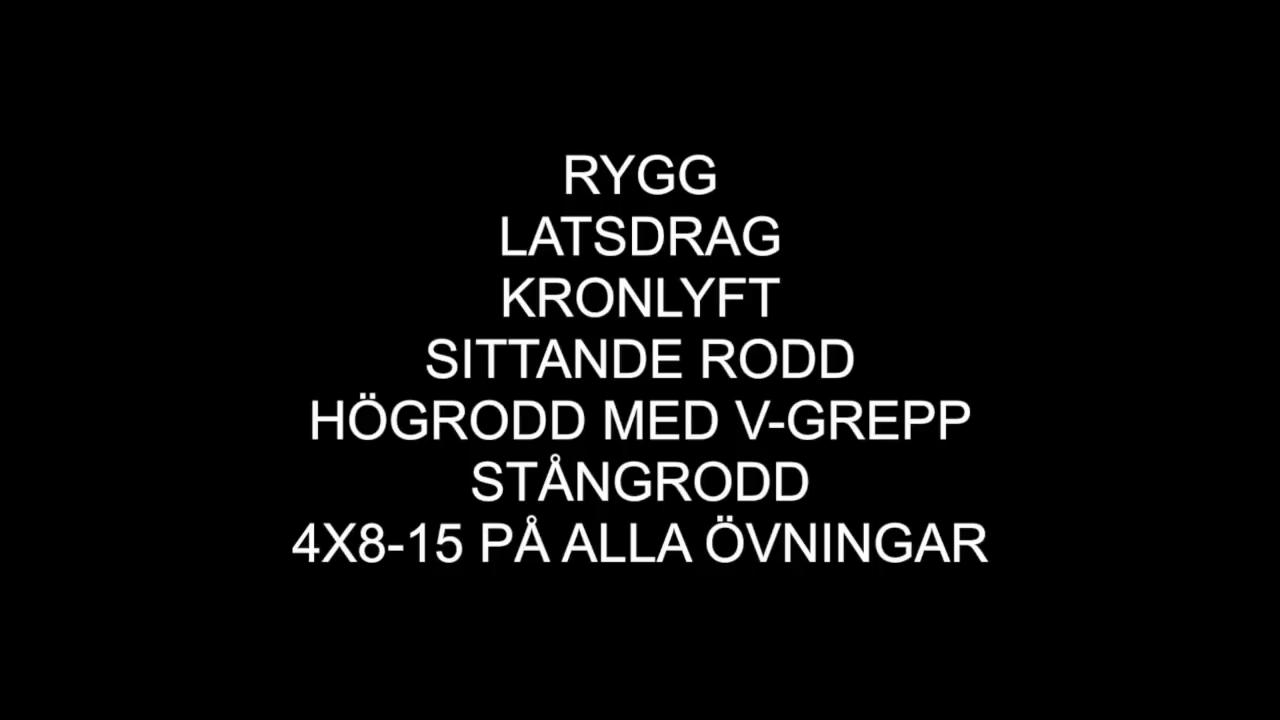 RYGG
LATSDRAG
KRONLYFT
SITTANDE RODD
HÖGRODD MED V-GREPP
STÅNGRODD
4X8-15 PÅ ALLA ÖVNINGAR